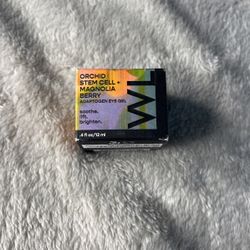 ORCHID
STEM CELL +
MAGNOLIA
BERRY
ADAPTOGEN EYE GEL
soothe.
lift.
brighten.
.4 fl oz/12 ml